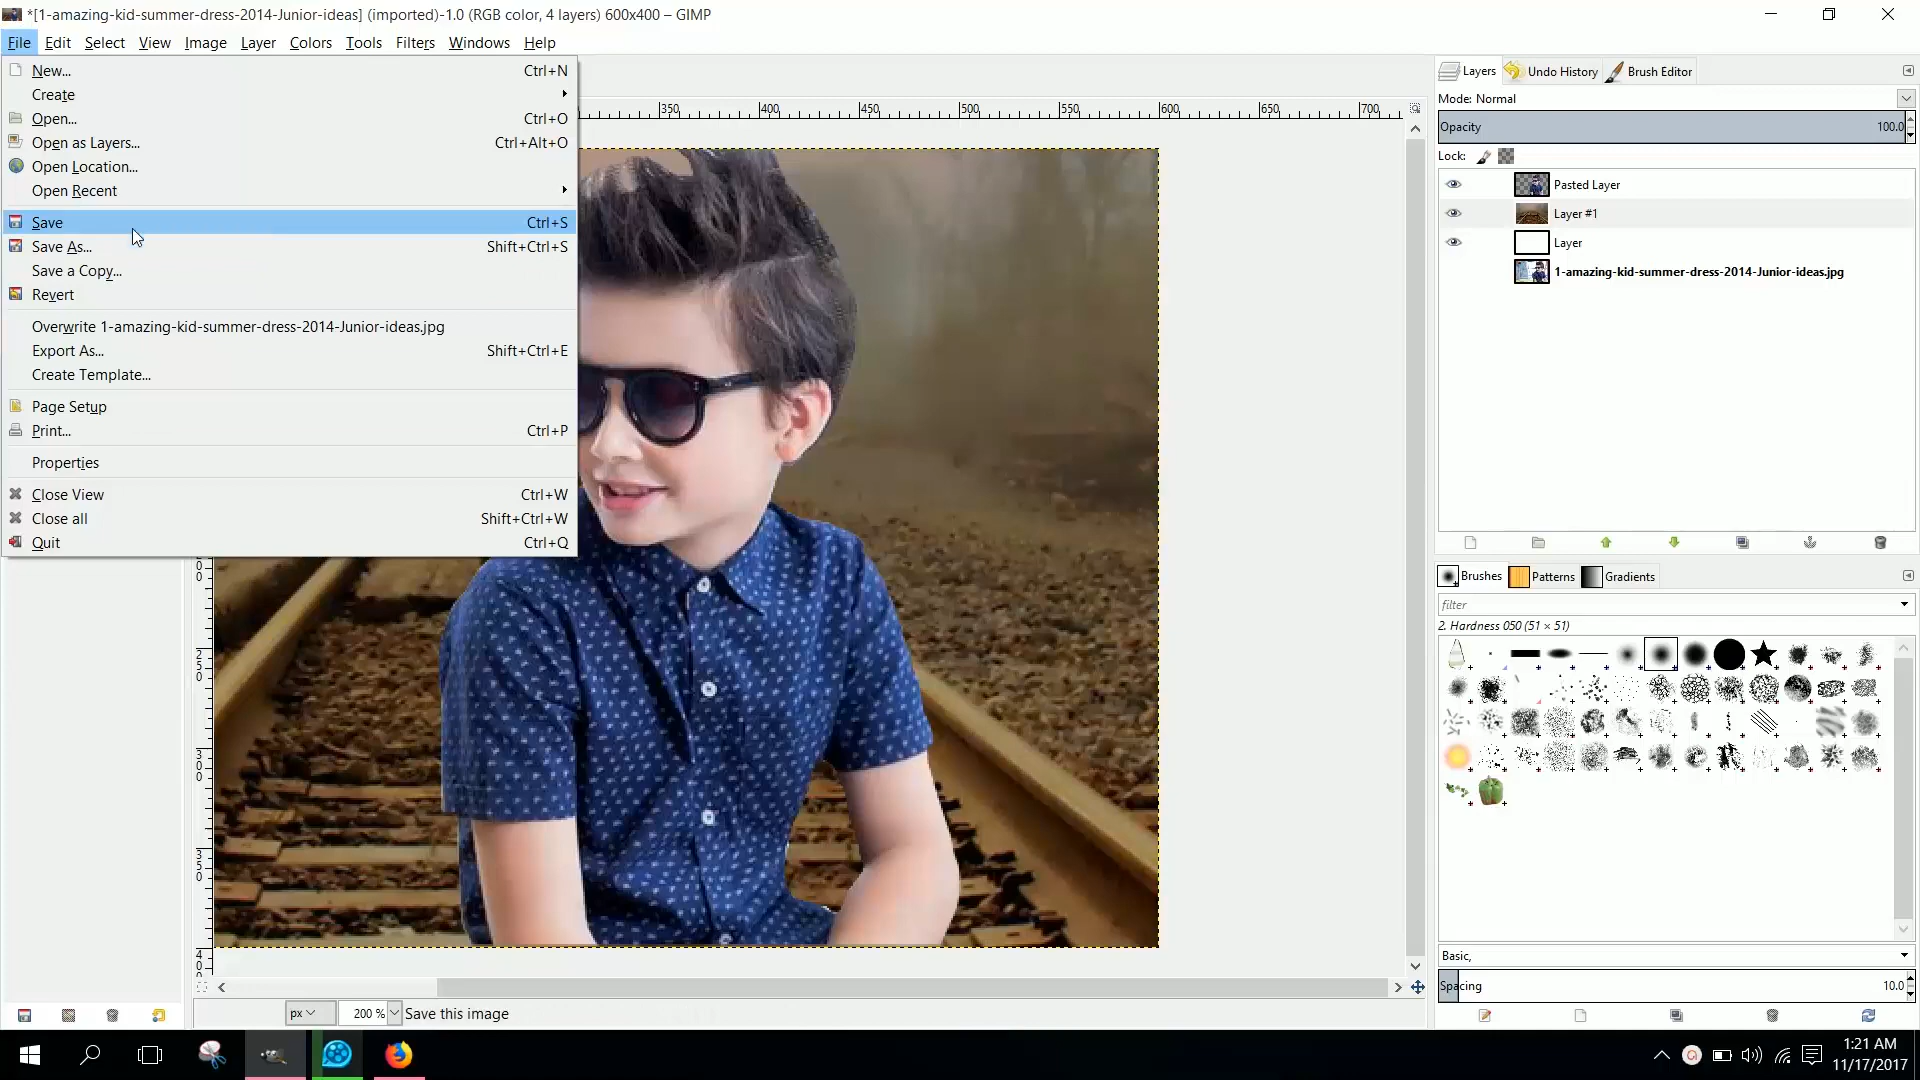 *[1-amazing-kid-summer-dress-2014-Junior-ideas] (imported)-1.0 (RGB color, 4 layers) 600x400 – GIMP
File Edit Select View Image Layer Colors Tools Filters Windows Help
New... Ctrl+N
Create
Open... Ctrl+O
Open as Layers... Ctrl+Alt+O
Open Location...
Open Recent
Save Ctrl+S
Save As... Shift+Ctrl+S
Save a Copy...
Revert
Overwrite 1-amazing-kid-summer-dress-2014-Junior-ideas.jpg
Export As... Shift+Ctrl+E
Create Template...
Page Setup
Print... Ctrl+P
Properties
Close View Ctrl+W
Close all Shift+Ctrl+W
Quit Ctrl+Q
350 400 450 500 550 600 650 700
250
300
350
400
px 200 % Save this image
Layers Undo History Brush Editor
Mode: Normal
Opacity 100.0
Lock:
Pasted Layer
Layer #1
Layer
1-amazing-kid-summer-dress-2014-Junior-ideas.jpg
Brushes Patterns Gradients
filter
2. Hardness 050 (51 × 51)
Basic,
Spacing 10.0
1:21 AM
11/17/2017